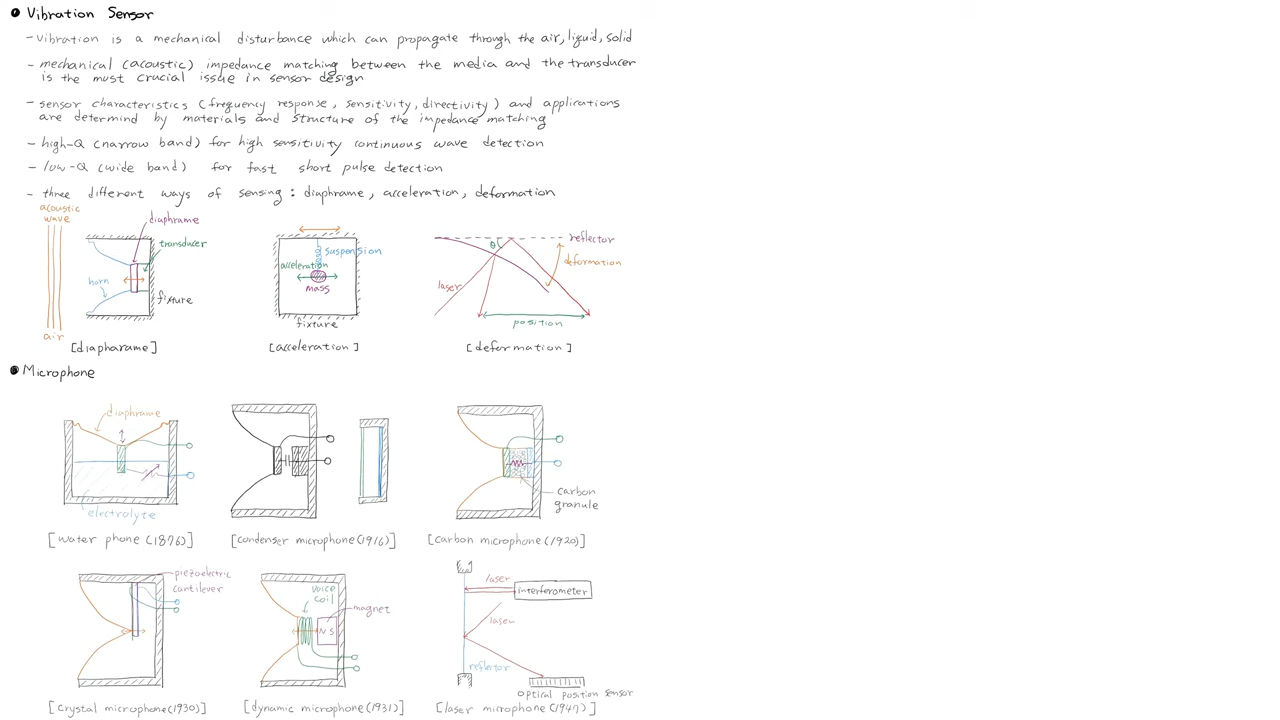 ● Vibration Sensor
- vibration is a mechanical disturbance which can propagate through the air, liquid, solid
- mechanical (acoustic) impedance matching between the media and the transducer
is the must crucial issue in sensor design
- sensor characteristics (frequency response, sensitivity, directivity) and applications
are determind by materials and structure of the impedance matching
- high-Q (narrow band) for high sensitivity continuous wave detection
- low-Q (wide band) for fast short pulse detection
- three different ways of sensing : diaphrame, acceleration, deformation
acoustic
wave
diaphrame
transducer
horn
fixture
air
[diapharame]
suspension
acceleration
mass
fixture
[acceleration]
θ
reflector
deformation
laser
position
[deformation]
● Microphone
diaphrame
electrolyte
[water phone (1876)]
[condenser microphone (1916)]
carbon
granule
[carbon microphone (1920)]
piezoelectric
cantilever
[crystal microphone (1930)]
voice
coil
magnet
N S
[dynamic microphone (1931)]
laser
interferometer
laser
reflector
optical position sensor
[laser microphone (1947)]